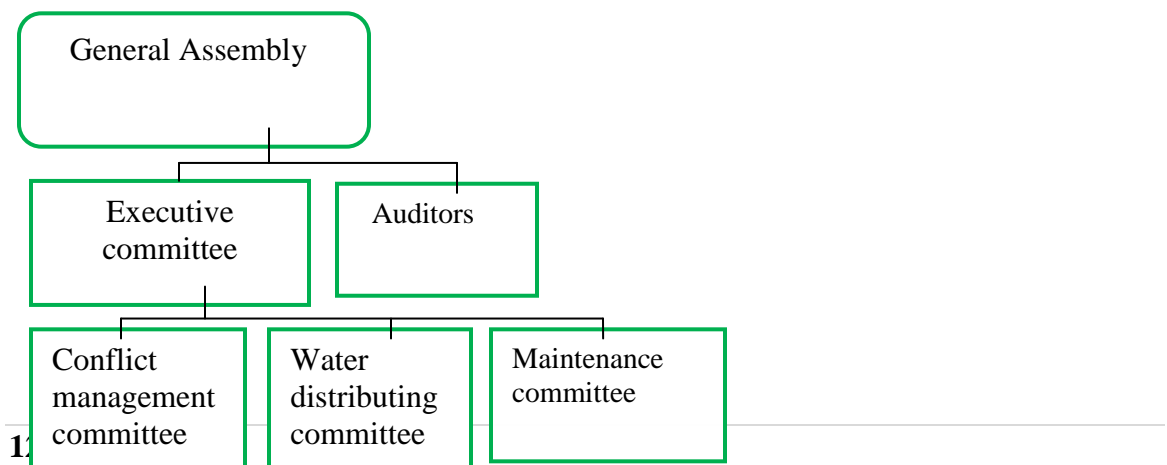 General Assembly
Executive
committee
Auditors
Conflict
management
committee
Water
distributing
committee
Maintenance
committee